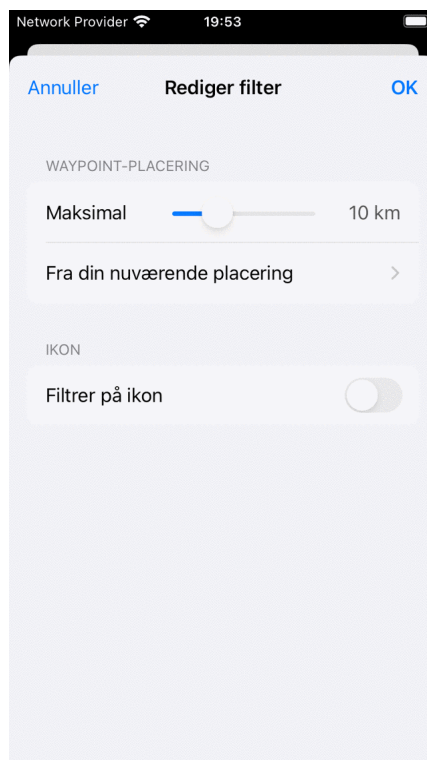 Network Provider 19:53
Annuller Rediger filter OK
WAYPOINT-PLACERING
Maksimal 10 km
Fra din nuværende placering
IKON
Filtrer på ikon